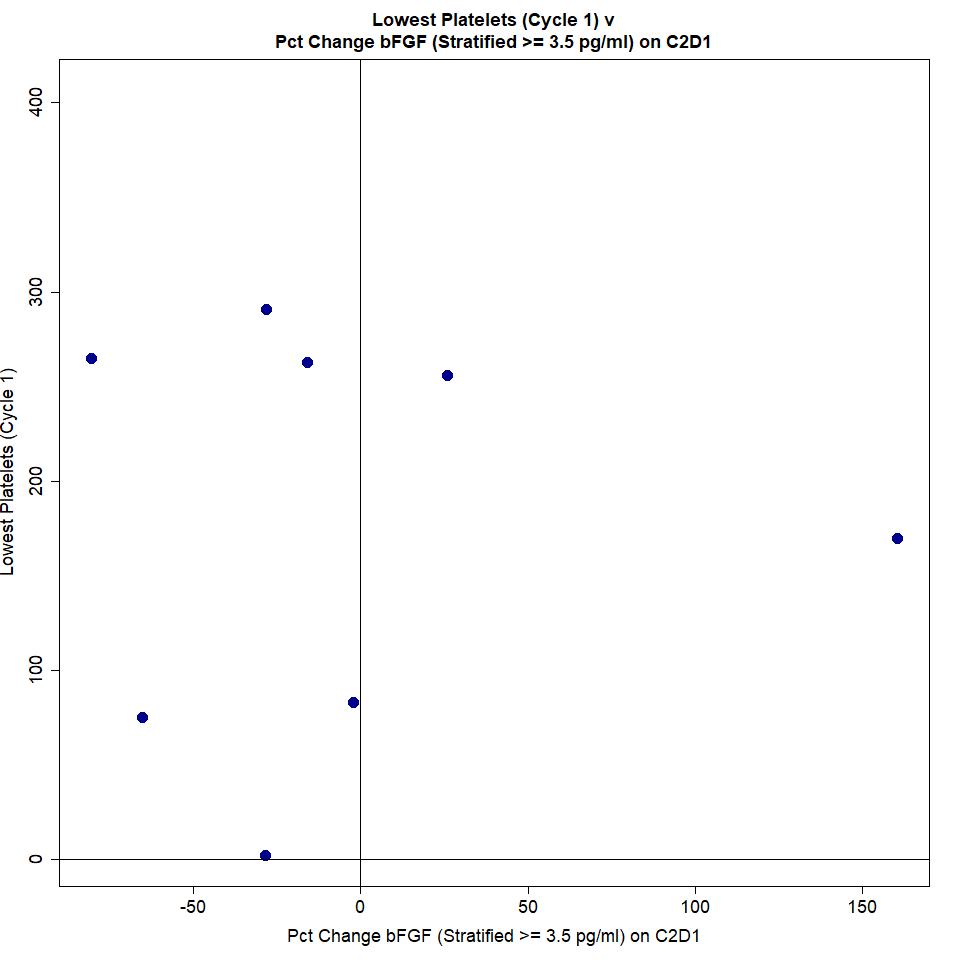 Lowest Platelets (Cycle 1) v
Pct Change bFGF (Stratified >= 3.5 pg/ml) on C2D1
Lowest Platelets (Cycle 1)
400
300
200
100
0
-50
0
50
100
150
Pct Change bFGF (Stratified >= 3.5 pg/ml) on C2D1